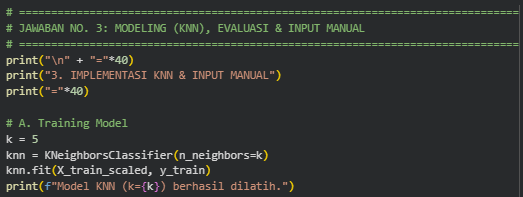 # ==================================================================
# JAWABAN NO. 3: MODELING (KNN), EVALUASI & INPUT MANUAL
# ==================================================================
print("\n" + "="*40)
print("3. IMPLEMENTASI KNN & INPUT MANUAL")
print("="*40)
# A. Training Model
k = 5
knn = KNeighborsClassifier(n_neighbors=k)
knn.fit(X_train_scaled, y_train)
print(f"Model KNN (k={k}) berhasil dilatih.")